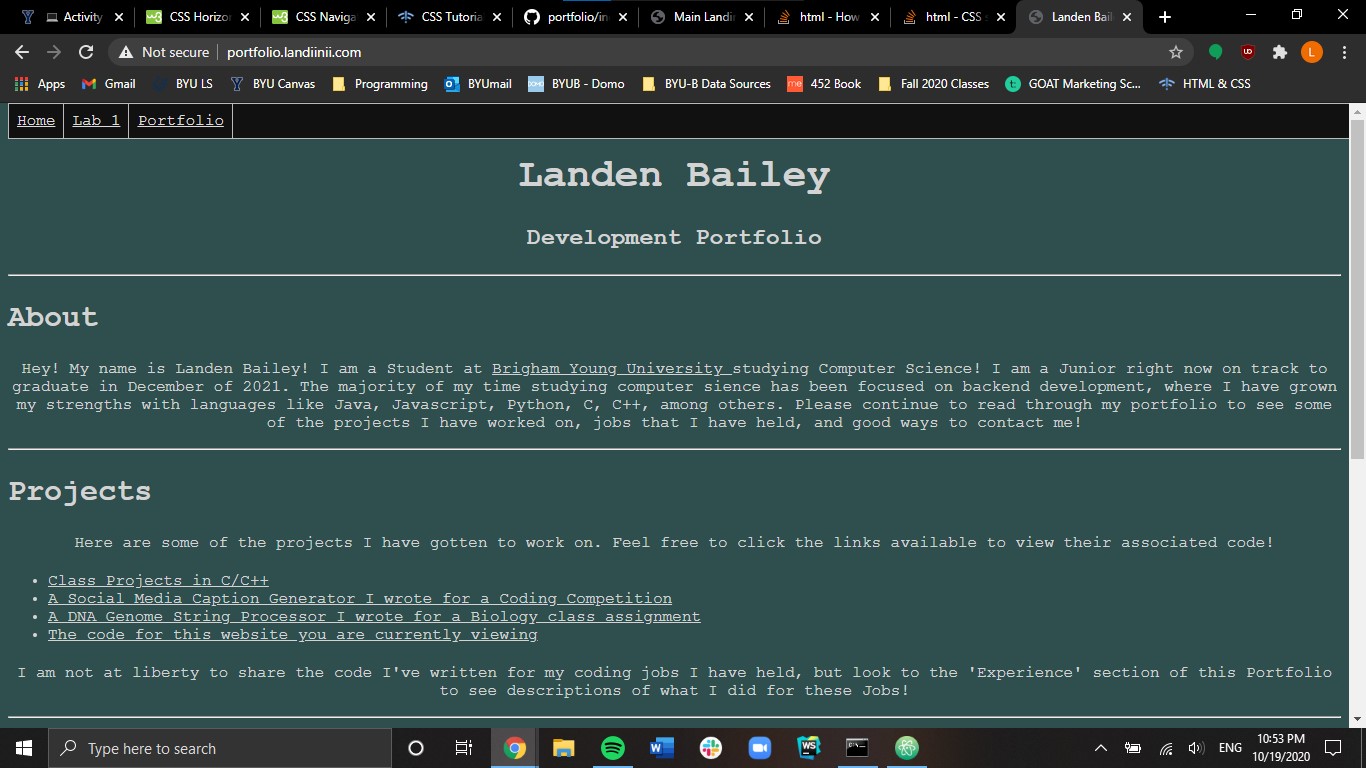 Activity
CSS Horizon
CSS Naviga
CSS Tutoria
portfolio/in
Main Landi
html - How
html - CSS
Landen Bail
Not secure
portfolio.landiinii.com
L
Apps
Gmail
BYU LS
BYU Canvas
Programming
BYUmail
BYUB - Domo
BYU-B Data Sources
me
452 Book
Fall 2020 Classes
t
GOAT Marketing Sc...
HTML & CSS
Home
Lab 1
Portfolio
Landen Bailey
Development Portfolio
About
Hey! My name is Landen Bailey! I am a Student at Brigham Young University studying Computer Science! I am a Junior right now on track to
graduate in December of 2021. The majority of my time studying computer sience has been focused on backend development, where I have grown
my strengths with languages like Java, Javascript, Python, C, C++, among others. Please continue to read through my portfolio to see some
of the projects I have worked on, jobs that I have held, and good ways to contact me!
Projects
Here are some of the projects I have gotten to work on. Feel free to click the links available to view their associated code!
• Class Projects in C/C++
• A Social Media Caption Generator I wrote for a Coding Competition
• A DNA Genome String Processor I wrote for a Biology class assignment
• The code for this website you are currently viewing
I am not at liberty to share the code I've written for my coding jobs I have held, but look to the 'Experience' section of this Portfolio
to see descriptions of what I did for these Jobs!
Type here to search
WS
ENG
10:53 PM
10/19/2020